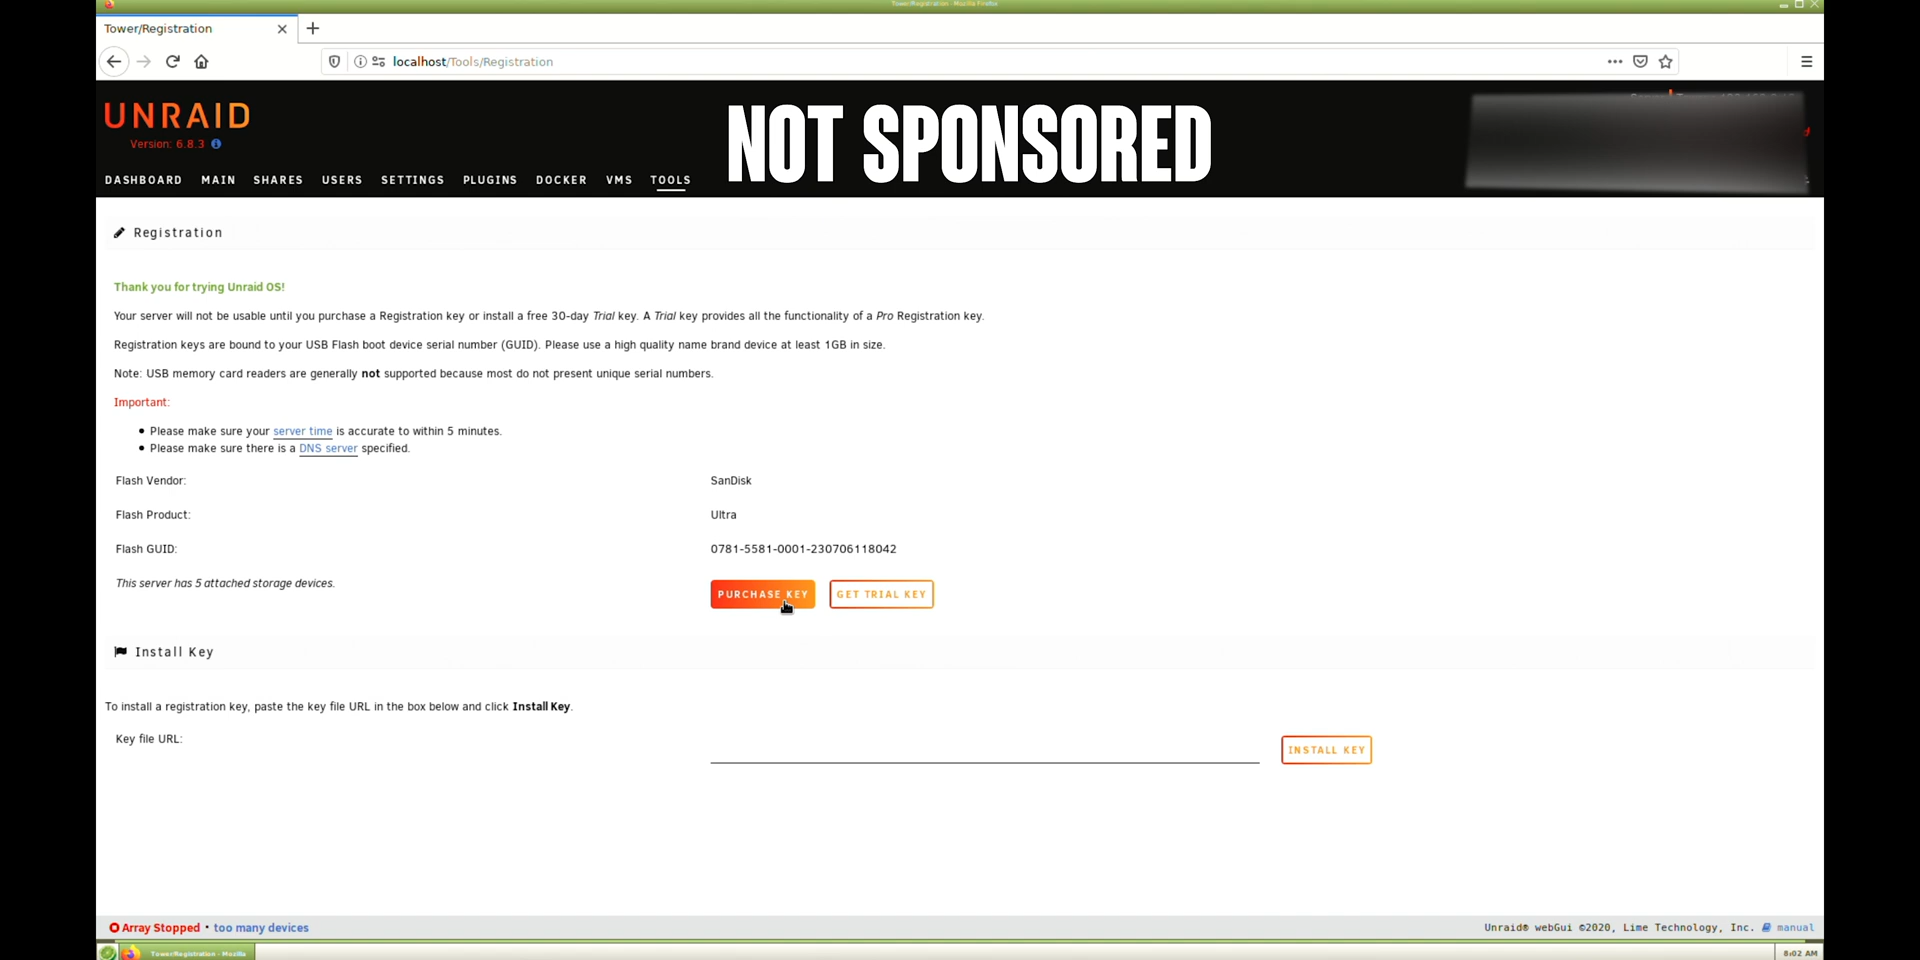 Tower/Registration - Mozilla Firefox
Tower/Registration
localhost/Tools/Registration
UNRAID
Version: 6.8.3
NOT SPONSORED
DASHBOARD MAIN SHARES USERS SETTINGS PLUGINS DOCKER VMS TOOLS
Registration
Thank you for trying Unraid OS!
Your server will not be usable until you purchase a Registration key or install a free 30-day Trial key. A Trial key provides all the functionality of a Pro Registration key.
Registration keys are bound to your USB Flash boot device serial number (GUID). Please use a high quality name brand device at least 1GB in size.
Note: USB memory card readers are generally not supported because most do not present unique serial numbers.
Important:
• Please make sure your server time is accurate to within 5 minutes.
• Please make sure there is a DNS server specified.
Flash Vendor: SanDisk
Flash Product: Ultra
Flash GUID: 0781-5581-0001-230706118042
This server has 5 attached storage devices. PURCHASE KEY GET TRIAL KEY
Install Key
To install a registration key, paste the key file URL in the box below and click Install Key.
Key file URL: INSTALL KEY
Array Stopped • too many devices Unraid® webGui ©2020, Lime Technology, Inc. manual
Tower/Registration - Mozilla 8:02 AM